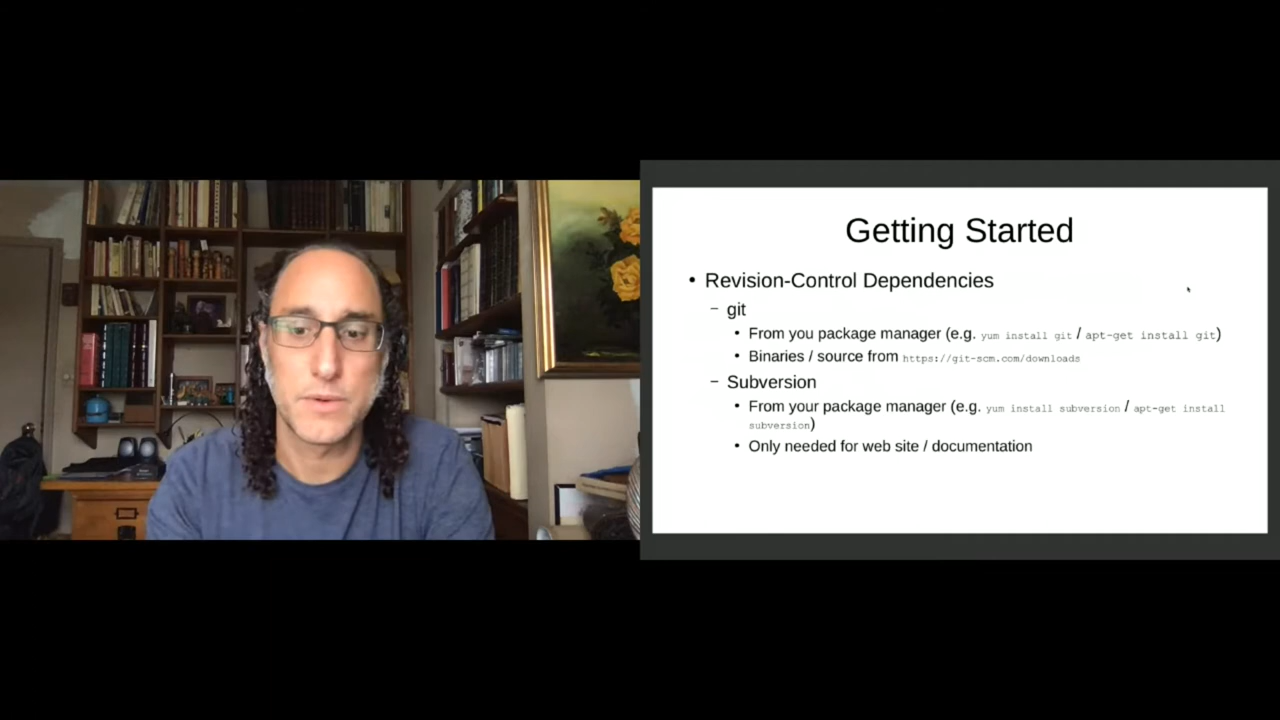 Getting Started
• Revision-Control Dependencies
– git
• From you package manager (e.g. yum install git / apt-get install git)
• Binaries / source from https://git-scm.com/downloads
– Subversion
• From your package manager (e.g. yum install subversion / apt-get install
subversion)
• Only needed for web site / documentation